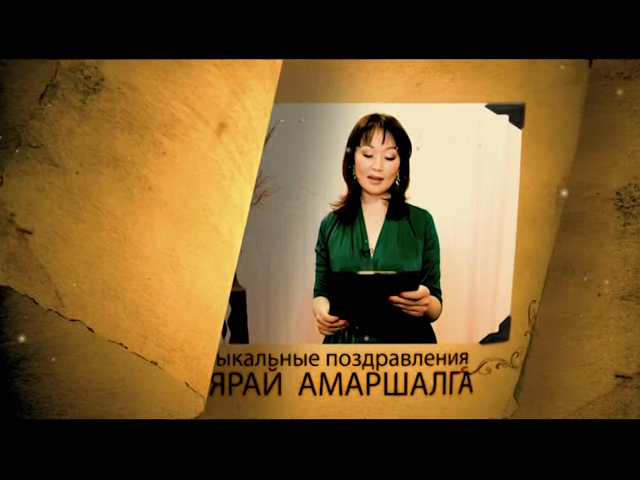 ыкальные поздравления
ЯРАЙ АМАРШАЛГА